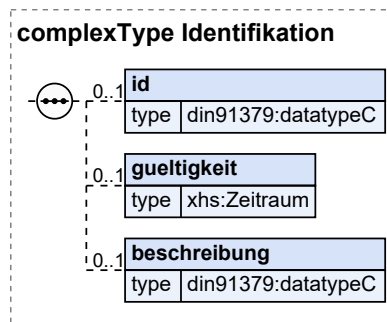 complexType Identifikation
0..1 id
type din91379:datatypeC
0..1 gueltigkeit
type xhs:Zeitraum
0..1 beschreibung
type din91379:datatypeC